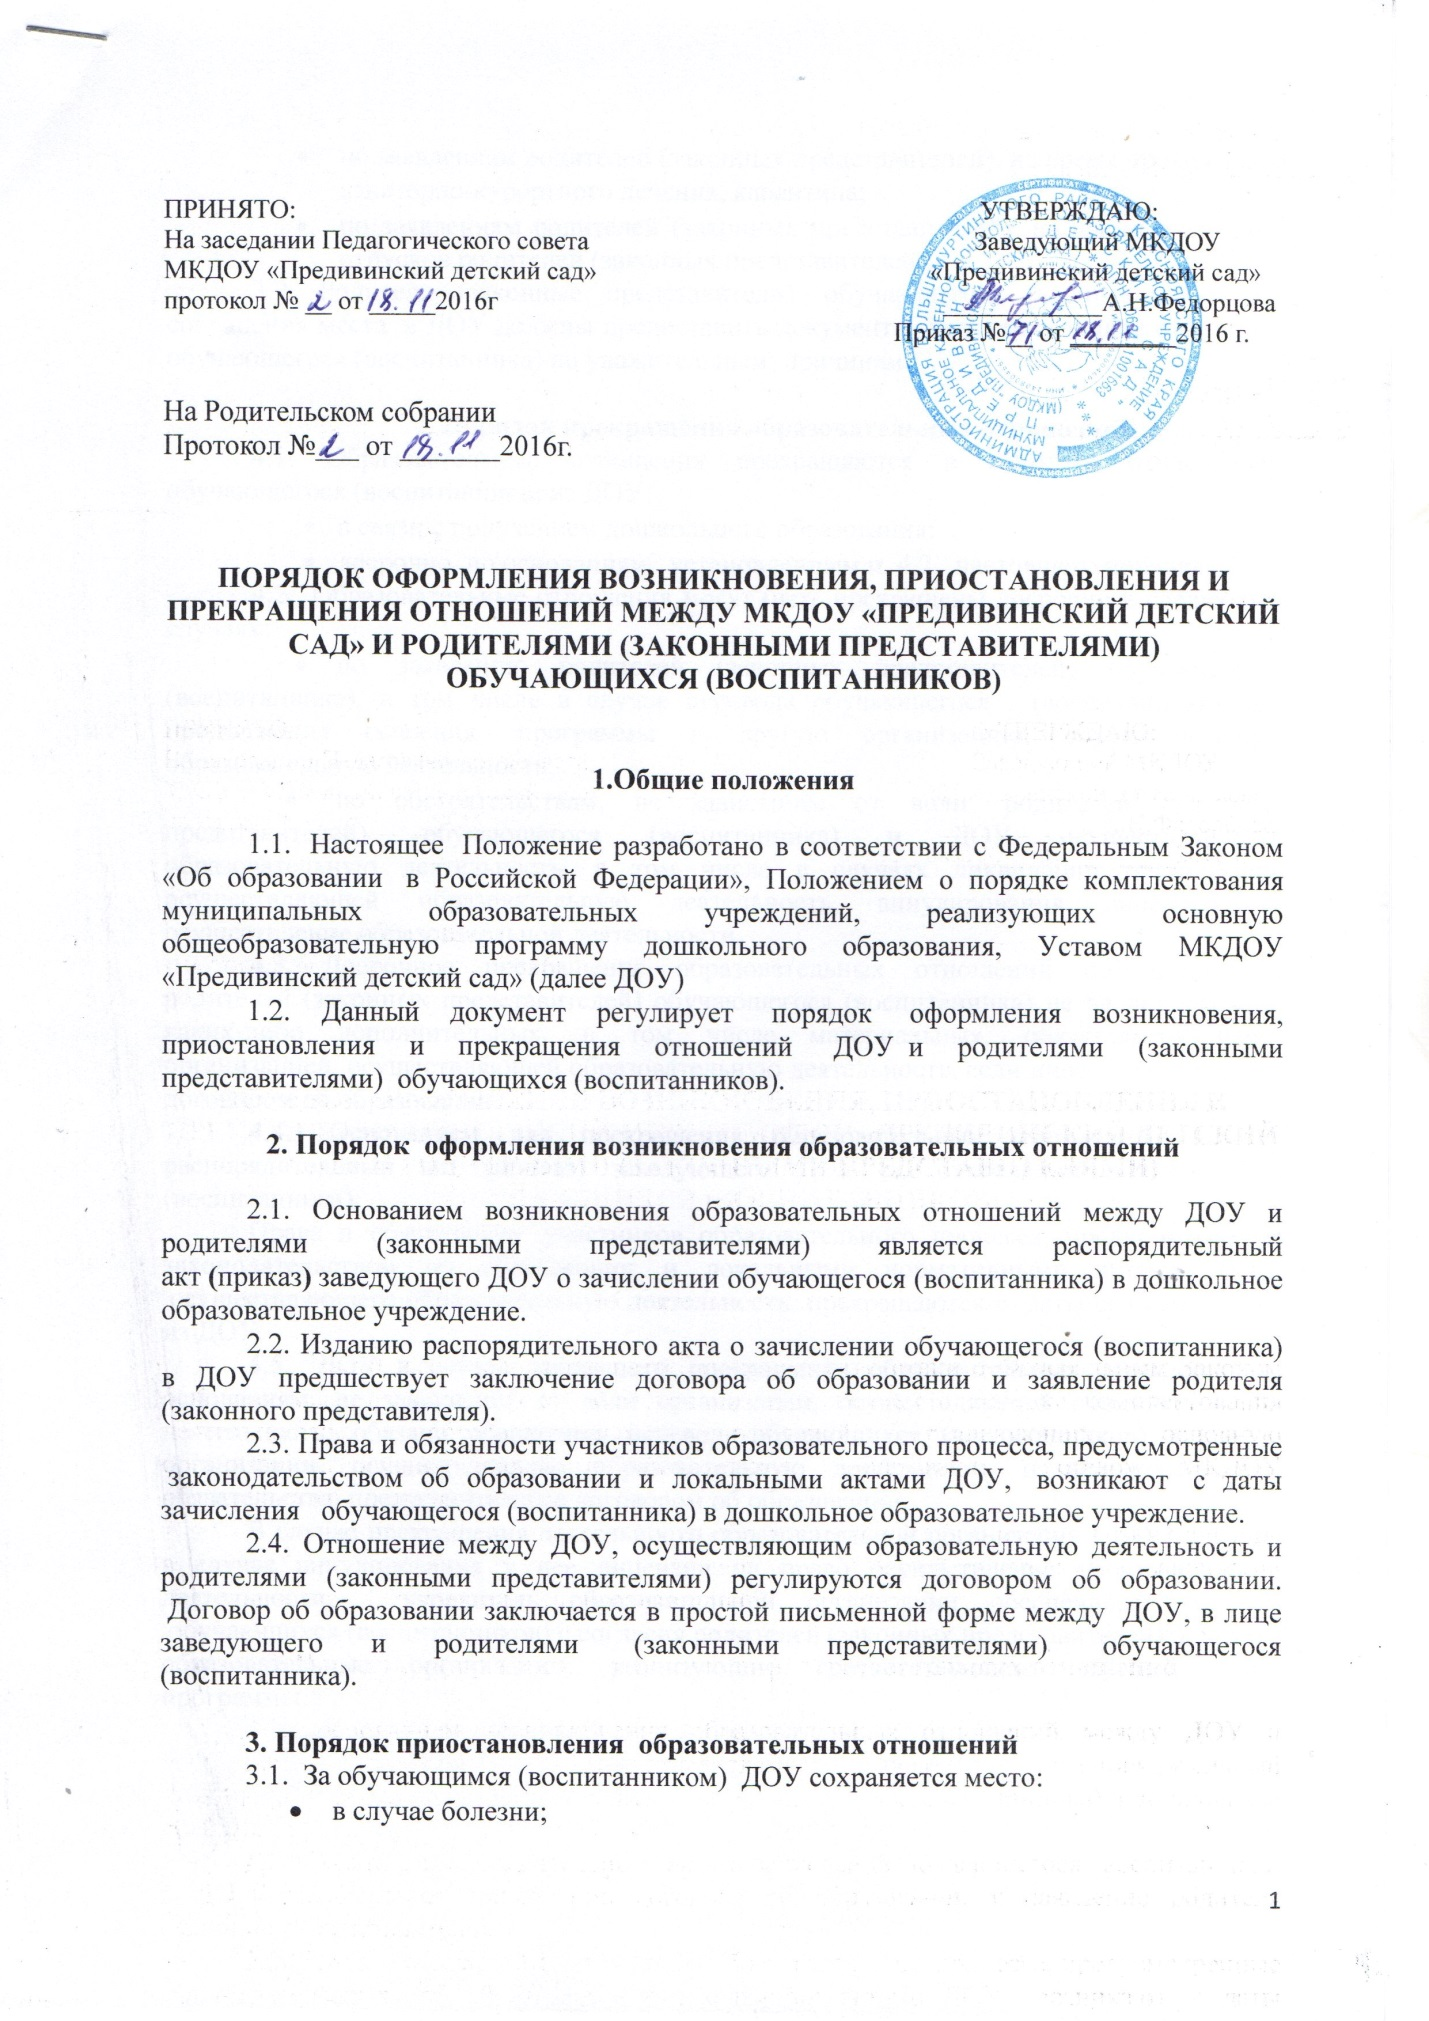 ПРИНЯТО:
На заседании Педагогического совета
МКДОУ «Предивинский детский сад»
протокол № 2 от 18.11 2016г
УТВЕРЖДАЮ:
Заведующий МКДОУ
«Предивинский детский сад»
А.Н.Федорцова
Приказ № 71 от 18.11 2016 г.
На Родительском собрании
Протокол № 2 от 18.11 2016г.
ПОРЯДОК ОФОРМЛЕНИЯ ВОЗНИКНОВЕНИЯ, ПРИОСТАНОВЛЕНИЯ И
ПРЕКРАЩЕНИЯ ОТНОШЕНИЙ МЕЖДУ МКДОУ «ПРЕДИВИНСКИЙ ДЕТСКИЙ
САД» И РОДИТЕЛЯМИ (ЗАКОННЫМИ ПРЕДСТАВИТЕЛЯМИ)
ОБУЧАЮЩИХСЯ (ВОСПИТАННИКОВ)
1.Общие положения
1.1. Настоящее Положение разработано в соответствии с Федеральным Законом
«Об образовании в Российской Федерации», Положением о порядке комплектования
муниципальных образовательных учреждений, реализующих основную
общеобразовательную программу дошкольного образования, Уставом МКДОУ
«Предивинский детский сад» (далее ДОУ)
1.2. Данный документ регулирует порядок оформления возникновения,
приостановления и прекращения отношений ДОУ и родителями (законными
представителями) обучающихся (воспитанников).
2. Порядок оформления возникновения образовательных отношений
2.1. Основанием возникновения образовательных отношений между ДОУ и
родителями (законными представителями) является распорядительный
акт (приказ) заведующего ДОУ о зачислении обучающегося (воспитанника) в дошкольное
образовательное учреждение.
2.2. Изданию распорядительного акта о зачислении обучающегося (воспитанника)
в ДОУ предшествует заключение договора об образовании и заявление родителя
(законного представителя).
2.3. Права и обязанности участников образовательного процесса, предусмотренные
законодательством об образовании и локальными актами ДОУ, возникают с даты
зачисления обучающегося (воспитанника) в дошкольное образовательное учреждение.
2.4. Отношение между ДОУ, осуществляющим образовательную деятельность и
родителями (законными представителями) регулируются договором об образовании.
Договор об образовании заключается в простой письменной форме между ДОУ, в лице
заведующего и родителями (законными представителями) обучающегося
(воспитанника).
3. Порядок приостановления образовательных отношений
3.1. За обучающимся (воспитанником) ДОУ сохраняется место:
• в случае болезни;
1